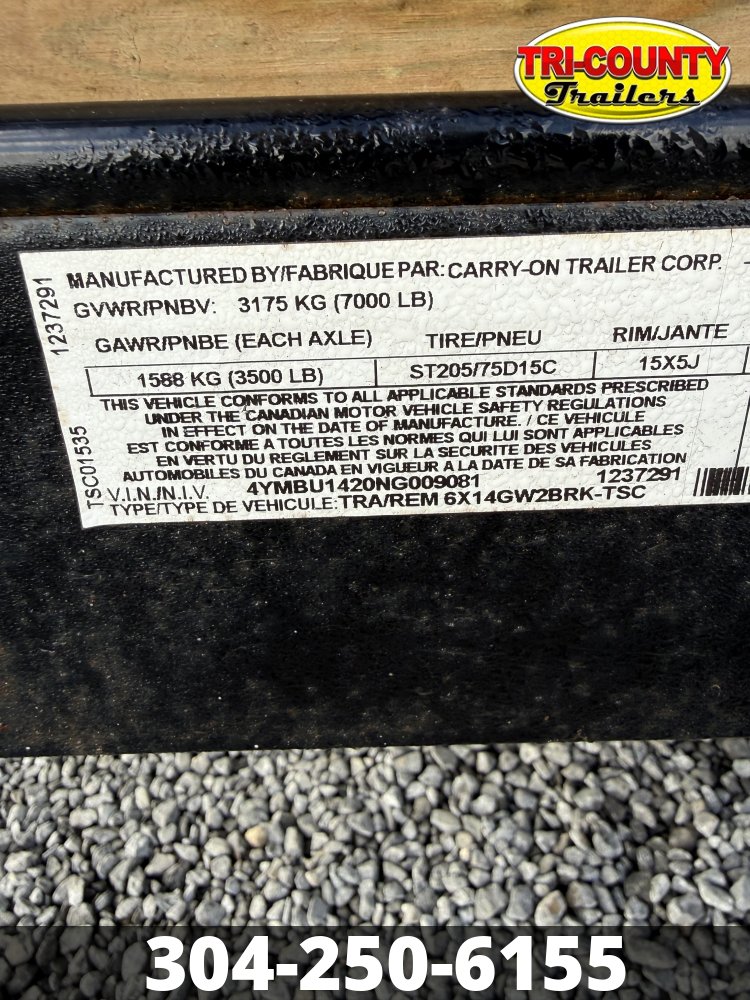 TRI-COUNTY
Trailers
MANUFACTURED BY/FABRIQUE PAR: CARRY-ON TRAILER CORP.
GVWR/PNBV: 3175 KG (7000 LB)
GAWR/PNBE (EACH AXLE) TIRE/PNEU RIM/JANTE
1588 KG (3500 LB) ST205/75D15C 15X5J
THIS VEHICLE CONFORMS TO ALL APPLICABLE STANDARDS PRESCRIBED
UNDER THE CANADIAN MOTOR VEHICLE SAFETY REGULATIONS
IN EFFECT ON THE DATE OF MANUFACTURE. / CE VEHICULE
EST CONFORME A TOUTES LES NORMES QUI LUI SONT APPLICABLES
EN VERTU DU REGLEMENT SUR LA SECURITE DES VEHICULES
AUTOMOBILES DU CANADA EN VIGUEUR A LA DATE DE SA FABRICATION
V.I.N./N.I.V. 4YMBU1420NG009081 1237291
TYPE/TYPE DE VEHICULE: TRA/REM 6X14GW2BRK-TSC
1237291
TSC01535
304-250-6155